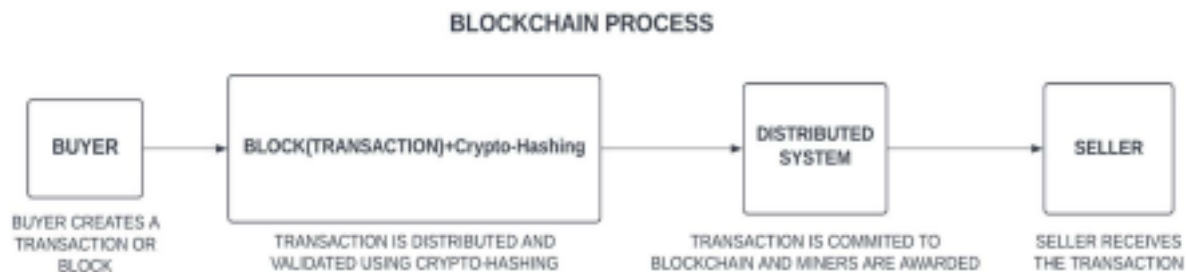 BLOCKCHAIN PROCESS
BUYER
BLOCK(TRANSACTION)+Crypto-Hashing
DISTRIBUTED
SYSTEM
SELLER
BUYER CREATES A
TRANSACTION OR
BLOCK
TRANSACTION IS DISTRIBUTED AND
VALIDATED USING CRYPTO-HASHING
TRANSACTION IS COMMITED TO
BLOCKCHAIN AND MINERS ARE AWARDED
SELLER RECEIVES
THE TRANSACTION